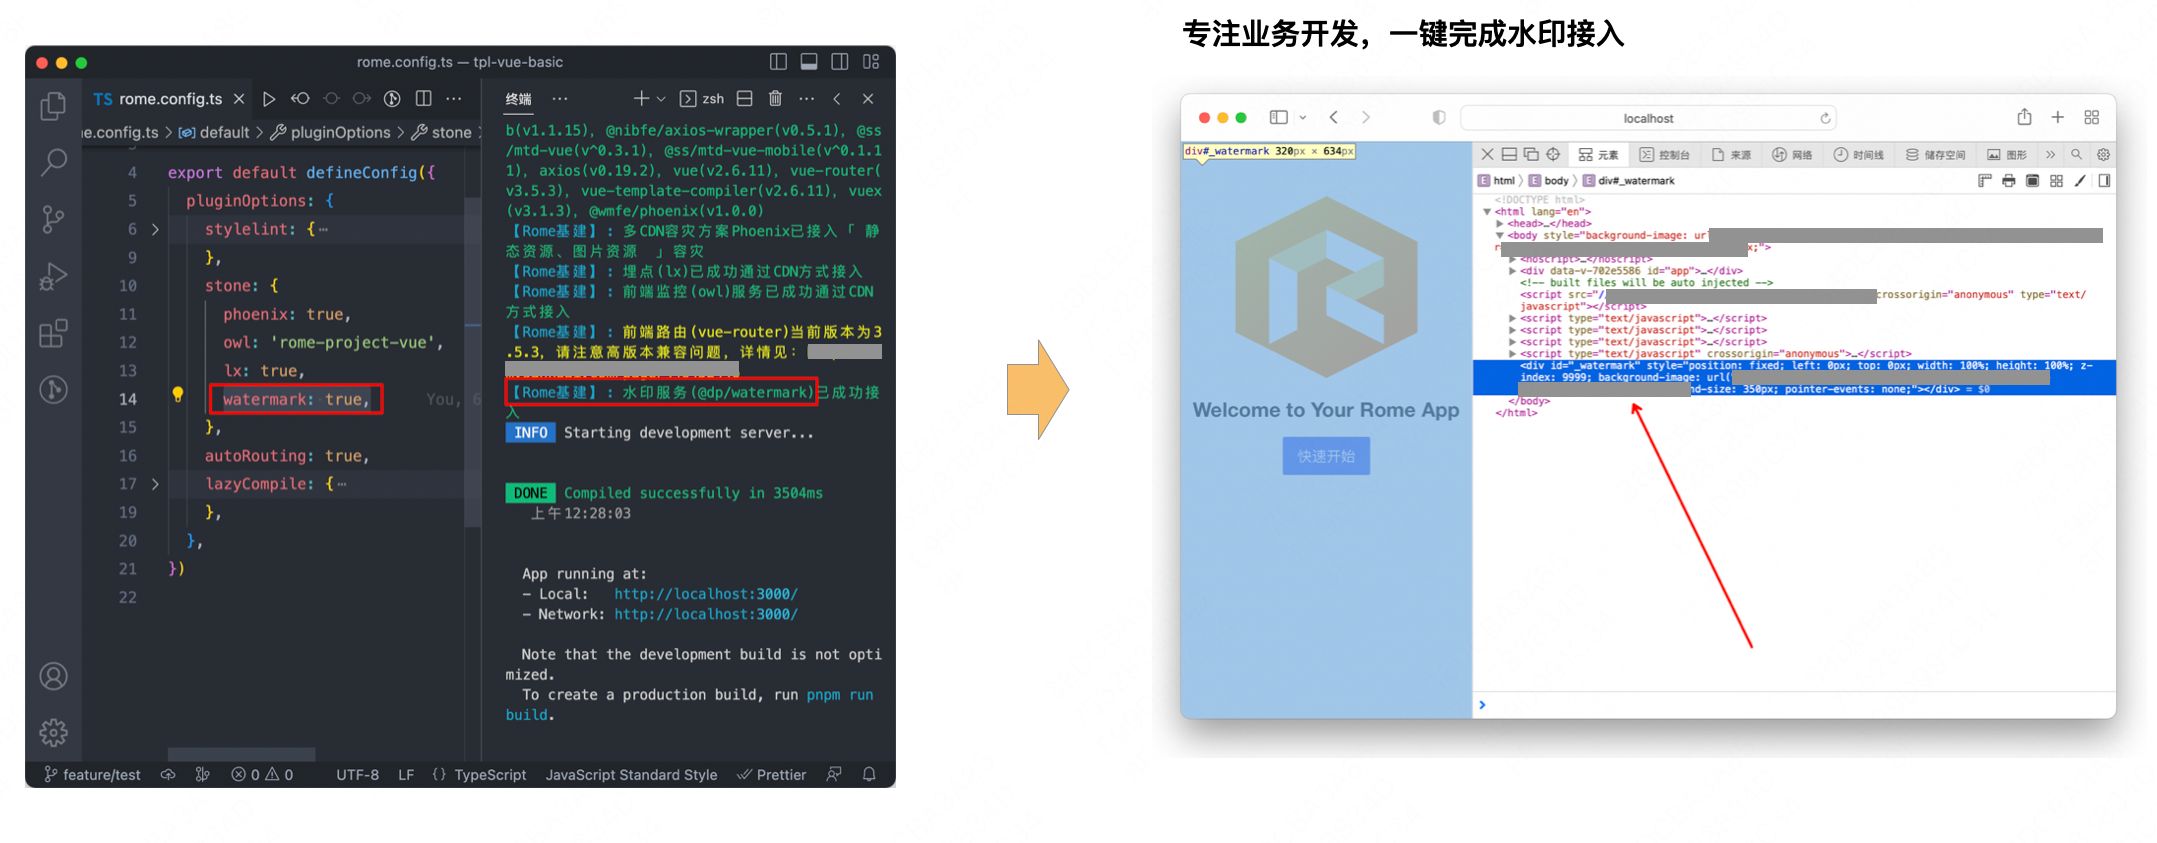 专注业务开发，一键完成水印接入
rome.config.ts — tpl-vue-basic
TS rome.config.ts
e.config.ts > default > pluginOptions > stone
4 export default defineConfig({
5 pluginOptions: {
6 stylelint: {…
9 },
10 stone: {
11 phoenix: true,
12 owl: 'rome-project-vue',
13 lx: true,
14 watermark: true, You, 6
15 },
16 autoRouting: true,
17 lazyCompile: {…
19 },
20 },
21 })
22
终端 zsh
b(v1.1.15), @nibfe/axios-wrapper(v0.5.1), @ss
/mtd-vue(v^0.3.1), @ss/mtd-vue-mobile(v^0.1.1
1), axios(v0.19.2), vue(v2.6.11), vue-router(
v3.5.3), vue-template-compiler(v2.6.11), vuex
(v3.1.3), @wmfe/phoenix(v1.0.0)
【Rome基建】: 多CDN容灾方案Phoenix已接入「 静
态资源、图片资源 」容灾
【Rome基建】: 埋点(lx)已成功通过CDN方式接入
【Rome基建】: 前端监控(owl)服务已成功通过CDN
方式接入
【Rome基建】: 前端路由(vue-router)当前版本为3
.5.3, 请注意高版本兼容问题, 详情见:
【Rome基建】: 水印服务(@dp/watermark)已成功接
入
INFO Starting development server...
DONE Compiled successfully in 3504ms
上午12:28:03
App running at:
- Local: http://localhost:3000/
- Network: http://localhost:3000/
Note that the development build is not opti
mized.
To create a production build, run pnpm run
build.
feature/test 0 0 UTF-8 LF {} TypeScript JavaScript Standard Style Prettier
localhost
div#_watermark 320px × 634px
Welcome to Your Rome App
快速开始
元素 控制台 来源 网络 时间线 储存空间 图形
E html E body E div#_watermark
<!DOCTYPE html>
<html lang="en">
<head>…</head>
<body style="background-image: ur
x;">
<noscript>…</noscript>
<div data-v-702e5586 id="app">…</div>
<!-- built files will be auto injected -->
<script src="/ crossorigin="anonymous" type="text/
javascript"></script>
<script type="text/javascript">…</script>
<script type="text/javascript">…</script>
<script type="text/javascript">…</script>
<script type="text/javascript" crossorigin="anonymous">…</script>
<div id="_watermark" style="position: fixed; left: 0px; top: 0px; width: 100%; height: 100%; z-
index: 9999; background-image: url(
nd-size: 350px; pointer-events: none;"></div> = $0
</body>
</html>